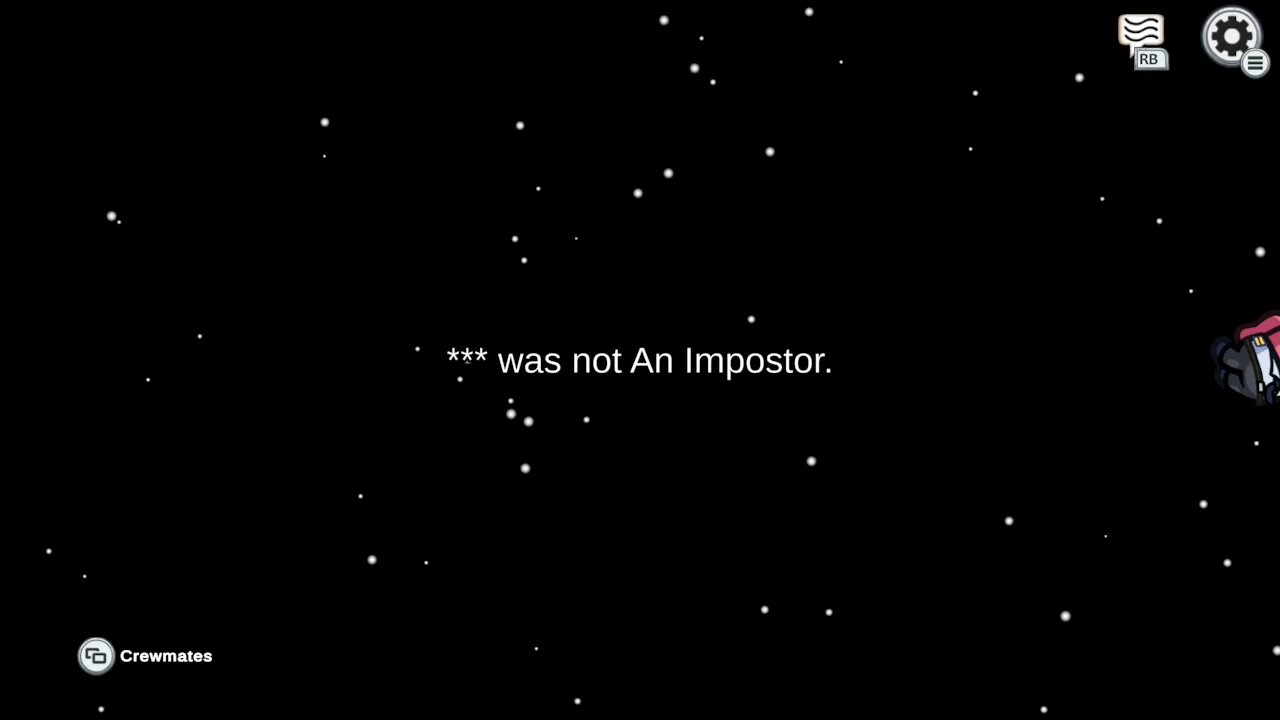 RB
*** was not An Impostor.
Crewmates